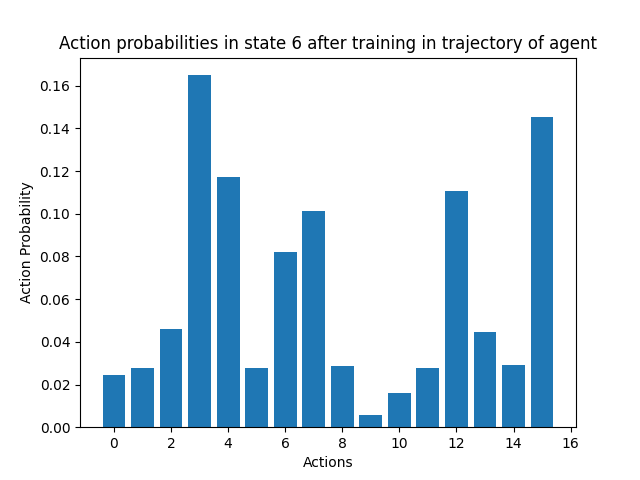 Action probabilities in state 6 after training in trajectory of agent
0.16
0.14
0.12
0.10
0.08
0.06
0.04
0.02
0.00
Action Probability
0 2 4 6 8 10 12 14 16
Actions